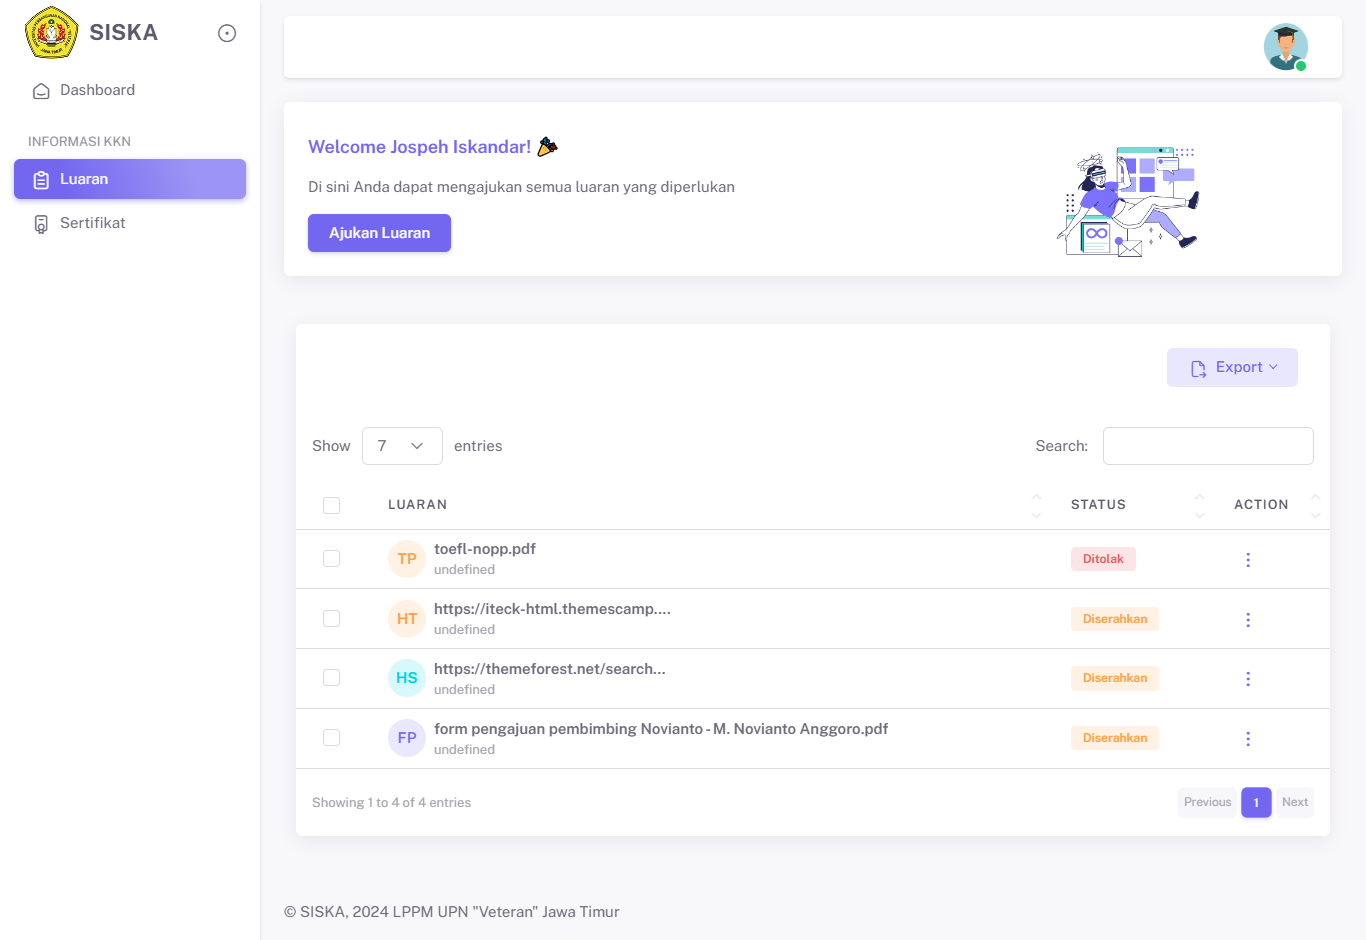 SISKA
Dashboard
INFORMASI KKN
Luaran
Sertifikat
Welcome Jospeh Iskandar!
Di sini Anda dapat mengajukan semua luaran yang diperlukan
Ajukan Luaran
Export
Show 7 entries
Search:
LUARAN STATUS ACTION
TP toefl-nopp.pdf Ditolak
undefined
HT https://iteck-html.themescamp.... Diserahkan
undefined
HS https://themeforest.net/search... Diserahkan
undefined
FP form pengajuan pembimbing Novianto - M. Novianto Anggoro.pdf Diserahkan
undefined
Showing 1 to 4 of 4 entries
Previous 1 Next
© SISKA, 2024 LPPM UPN "Veteran" Jawa Timur